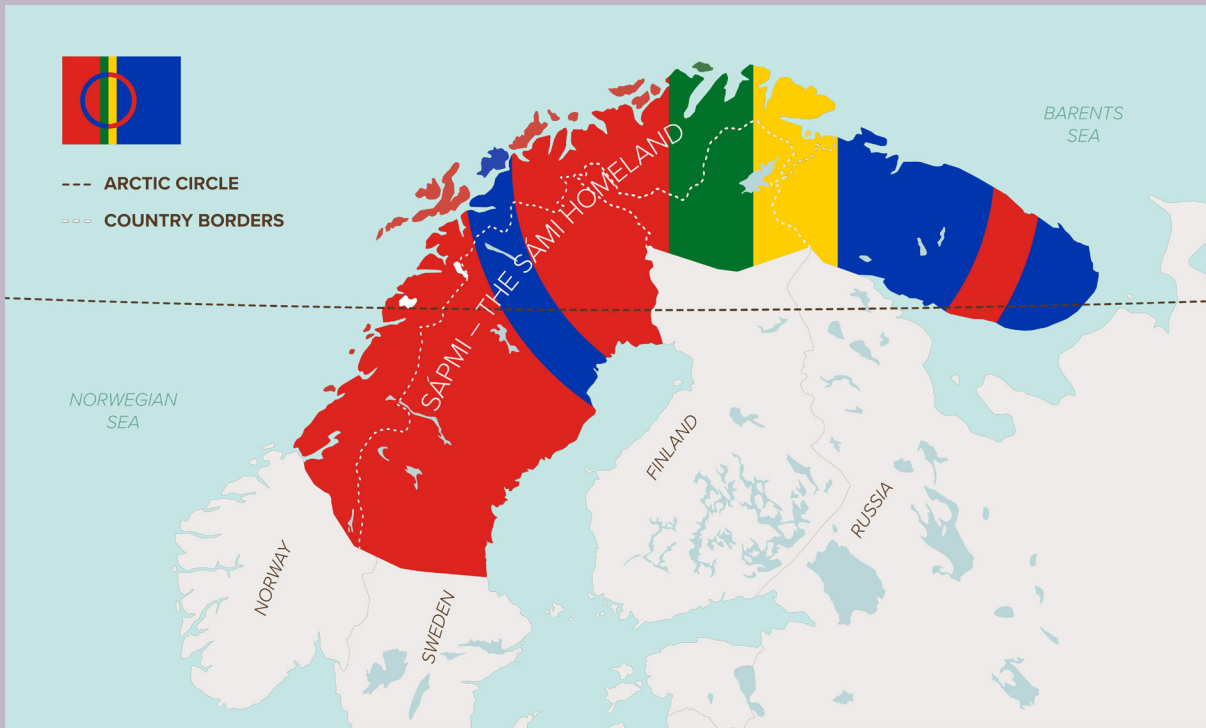 ARCTIC CIRCLE
COUNTRY BORDERS
BARENTS
SEA
SÁPMI – THE SÁMI HOMELAND
NORWEGIAN
SEA
FINLAND
RUSSIA
NORWAY
SWEDEN